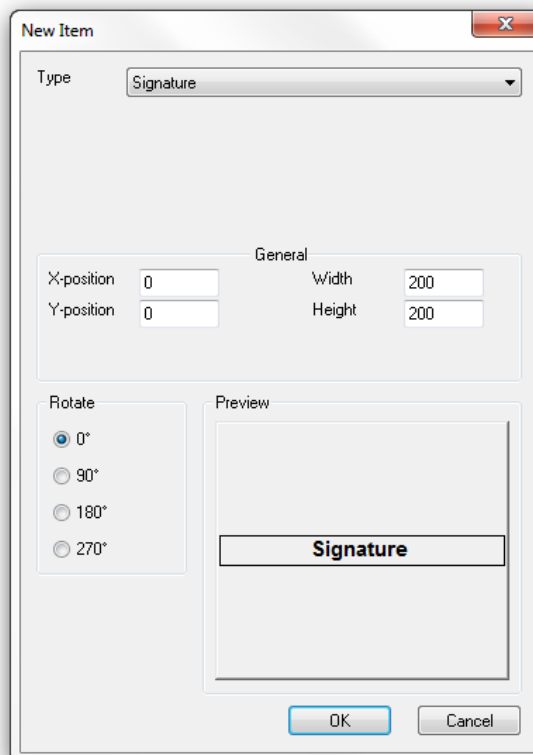 New Item
Type Signature
General
X-position 0 Width 200
Y-position 0 Height 200
Rotate
0°
90°
180°
270°
Preview
Signature
OK Cancel